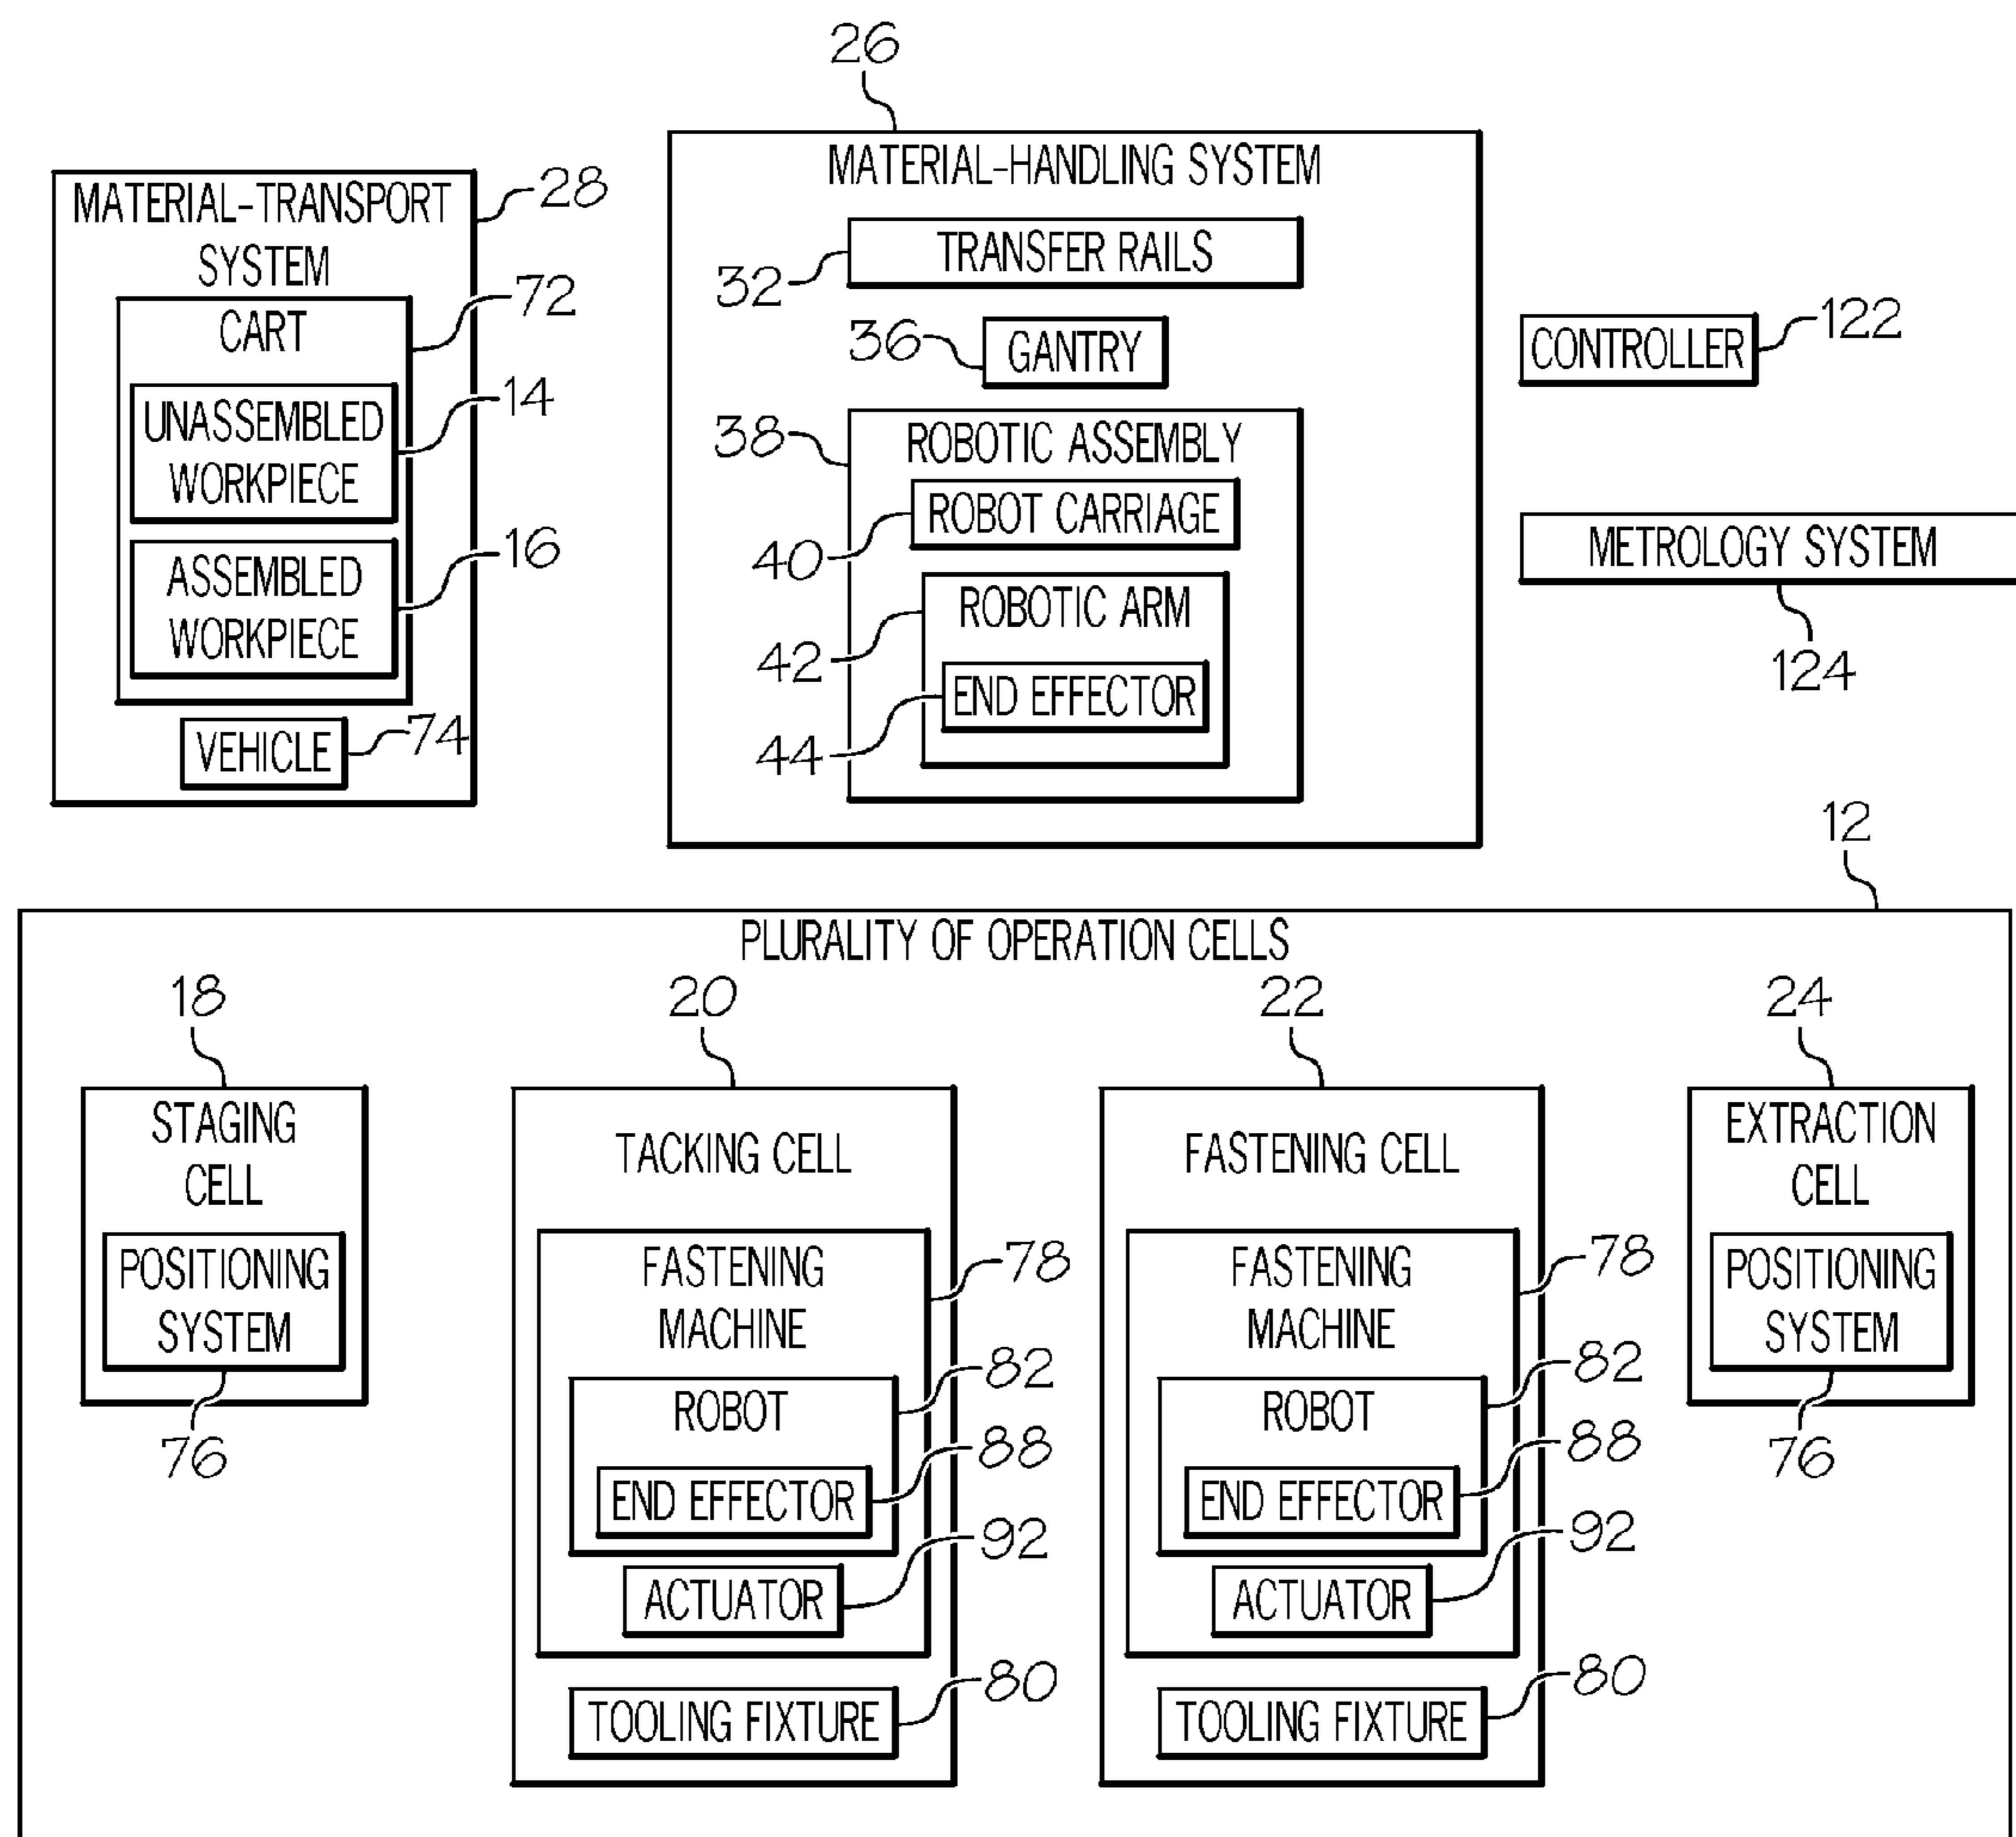 26
MATERIAL-HANDLING SYSTEM
MATERIAL-TRANSPORT
SYSTEM
28
TRANSFER RAILS
32
CART
72
GANTRY
36
CONTROLLER
122
UNASSEMBLED
WORKPIECE
14
ROBOTIC ASSEMBLY
38
ROBOT CARRIAGE
40
METROLOGY SYSTEM
124
ASSEMBLED
WORKPIECE
16
ROBOTIC ARM
42
END EFFECTOR
44
VEHICLE
74
12
PLURALITY OF OPERATION CELLS
18
20
22
24
STAGING
CELL
POSITIONING
SYSTEM
76
TACKING CELL
FASTENING
MACHINE
78
ROBOT
82
END EFFECTOR
88
ACTUATOR
92
TOOLING FIXTURE
80
FASTENING CELL
FASTENING
MACHINE
78
ROBOT
82
END EFFECTOR
88
ACTUATOR
92
TOOLING FIXTURE
80
EXTRACTION
CELL
POSITIONING
SYSTEM
76